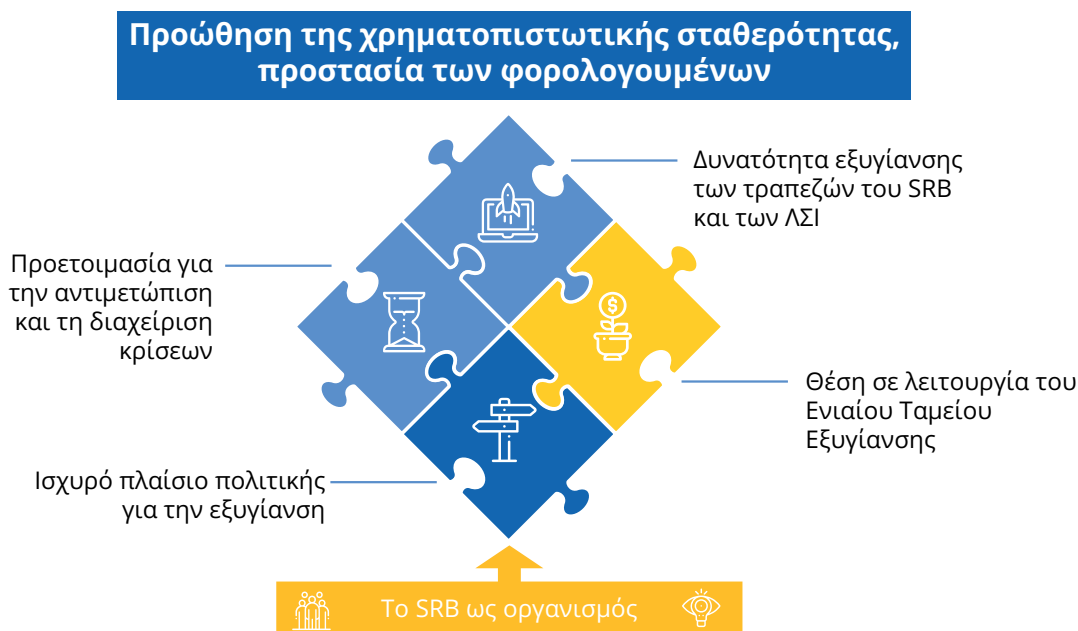 Προώθηση της χρηματοπιστωτικής σταθερότητας,
προστασία των φορολογουμένων
Δυνατότητα εξυγίανσης
των τραπεζών του SRB
και των ΛΣΙ
Προετοιμασία για
την αντιμετώπιση
και τη διαχείριση
κρίσεων
$
Θέση σε λειτουργία του
Ενιαίου Ταμείου
Εξυγίανσης
Ισχυρό πλαίσιο πολιτικής
για την εξυγίανση
Το SRB ως οργανισμός